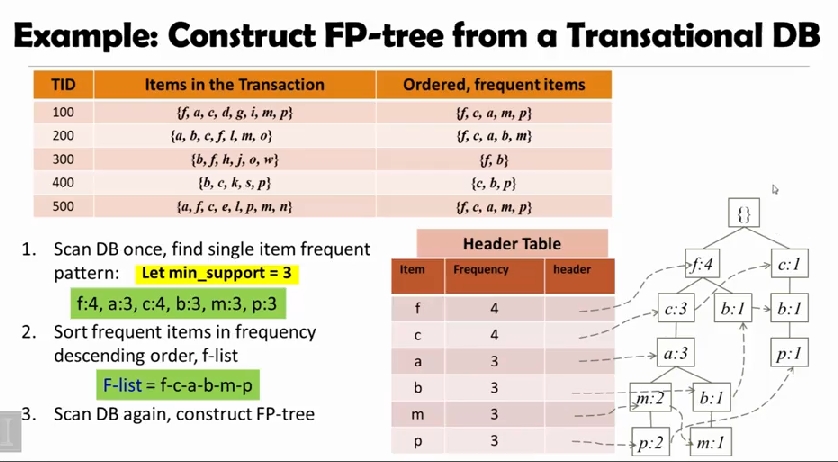 Example: Construct FP-tree from a Transational DB
TID Items in the Transaction Ordered, frequent items
100 {f, a, c, d, g, i, m, p} {f, c, a, m, p}
200 {a, b, c, f, l, m, o} {f, c, a, b, m}
300 {b, f, h, j, o, w} {f, b}
400 {b, c, k, s, p} {c, b, p}
500 {a, f, c, e, l, p, m, n} {f, c, a, m, p}
1. Scan DB once, find single item frequent
pattern: Let min_support = 3
f:4, a:3, c:4, b:3, m:3, p:3
2. Sort frequent items in frequency
descending order, f-list
F-list = f-c-a-b-m-p
3. Scan DB again, construct FP-tree
Header Table
Item Frequency header
f 4
c 4
a 3
b 3
m 3
p 3
{}
f:4 c:1
c:3 b:1 b:1
a:3 p:1
m:2 b:1
p:2 m:1